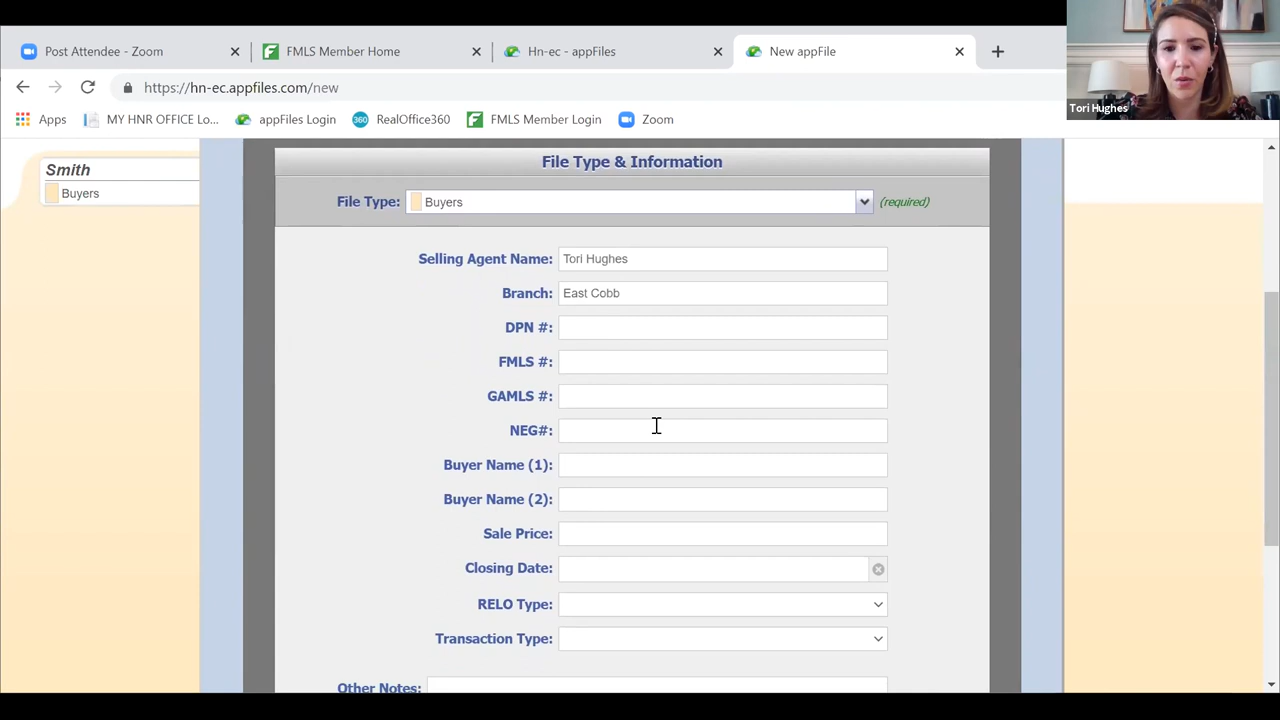 Post Attendee - Zoom
FMLS Member Home
Hn-ec - appFiles
New appFile
https://hn-ec.appfiles.com/new
Apps
MY HNR OFFICE Lo...
appFiles Login
360
RealOffice360
FMLS Member Login
Zoom
Tori Hughes
Smith
Buyers
File Type & Information
File Type:
Buyers
(required)
Selling Agent Name:
Tori Hughes
Branch:
East Cobb
DPN #:
FMLS #:
GAMLS #:
NEG#:
Buyer Name (1):
Buyer Name (2):
Sale Price:
Closing Date:
RELO Type:
Transaction Type:
Other Notes: